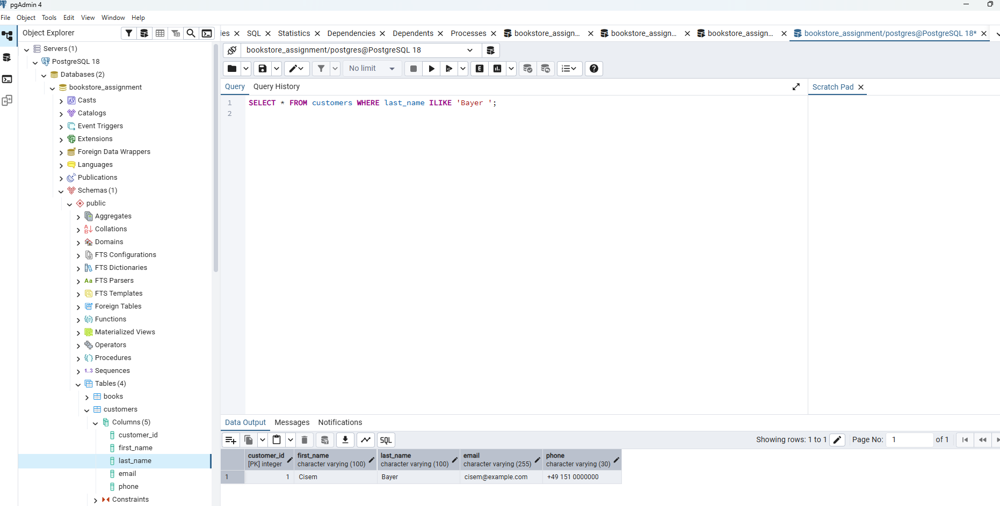 pgAdmin 4
File Object Tools Edit View Window Help
Object Explorer
ies SQL Statistics Dependencies Dependents Processes bookstore_assign... bookstore_assign... bookstore_assign... bookstore_assignment/postgres@PostgreSQL 18*
Servers (1)
PostgreSQL 18
Databases (2)
bookstore_assignment
Casts
Catalogs
Event Triggers
Extensions
Foreign Data Wrappers
Languages
Publications
Schemas (1)
public
Aggregates
Collations
Domains
FTS Configurations
FTS Dictionaries
Aa FTS Parsers
FTS Templates
Foreign Tables
Functions
Materialized Views
Operators
Procedures
1..3 Sequences
Tables (4)
books
customers
Columns (5)
customer_id
first_name
last_name
email
phone
Constraints
bookstore_assignment/postgres@PostgreSQL 18
No limit
E
Query Query History
Scratch Pad
1 SELECT * FROM customers WHERE last_name ILIKE 'Bayer ';
2
Data Output Messages Notifications
SQL
Showing rows: 1 to 1 Page No: 1 of 1
customer_id first_name last_name email phone
[PK] integer character varying (100) character varying (100) character varying (255) character varying (30)
1 1 Cisem Bayer cisem@example.com +49 151 0000000